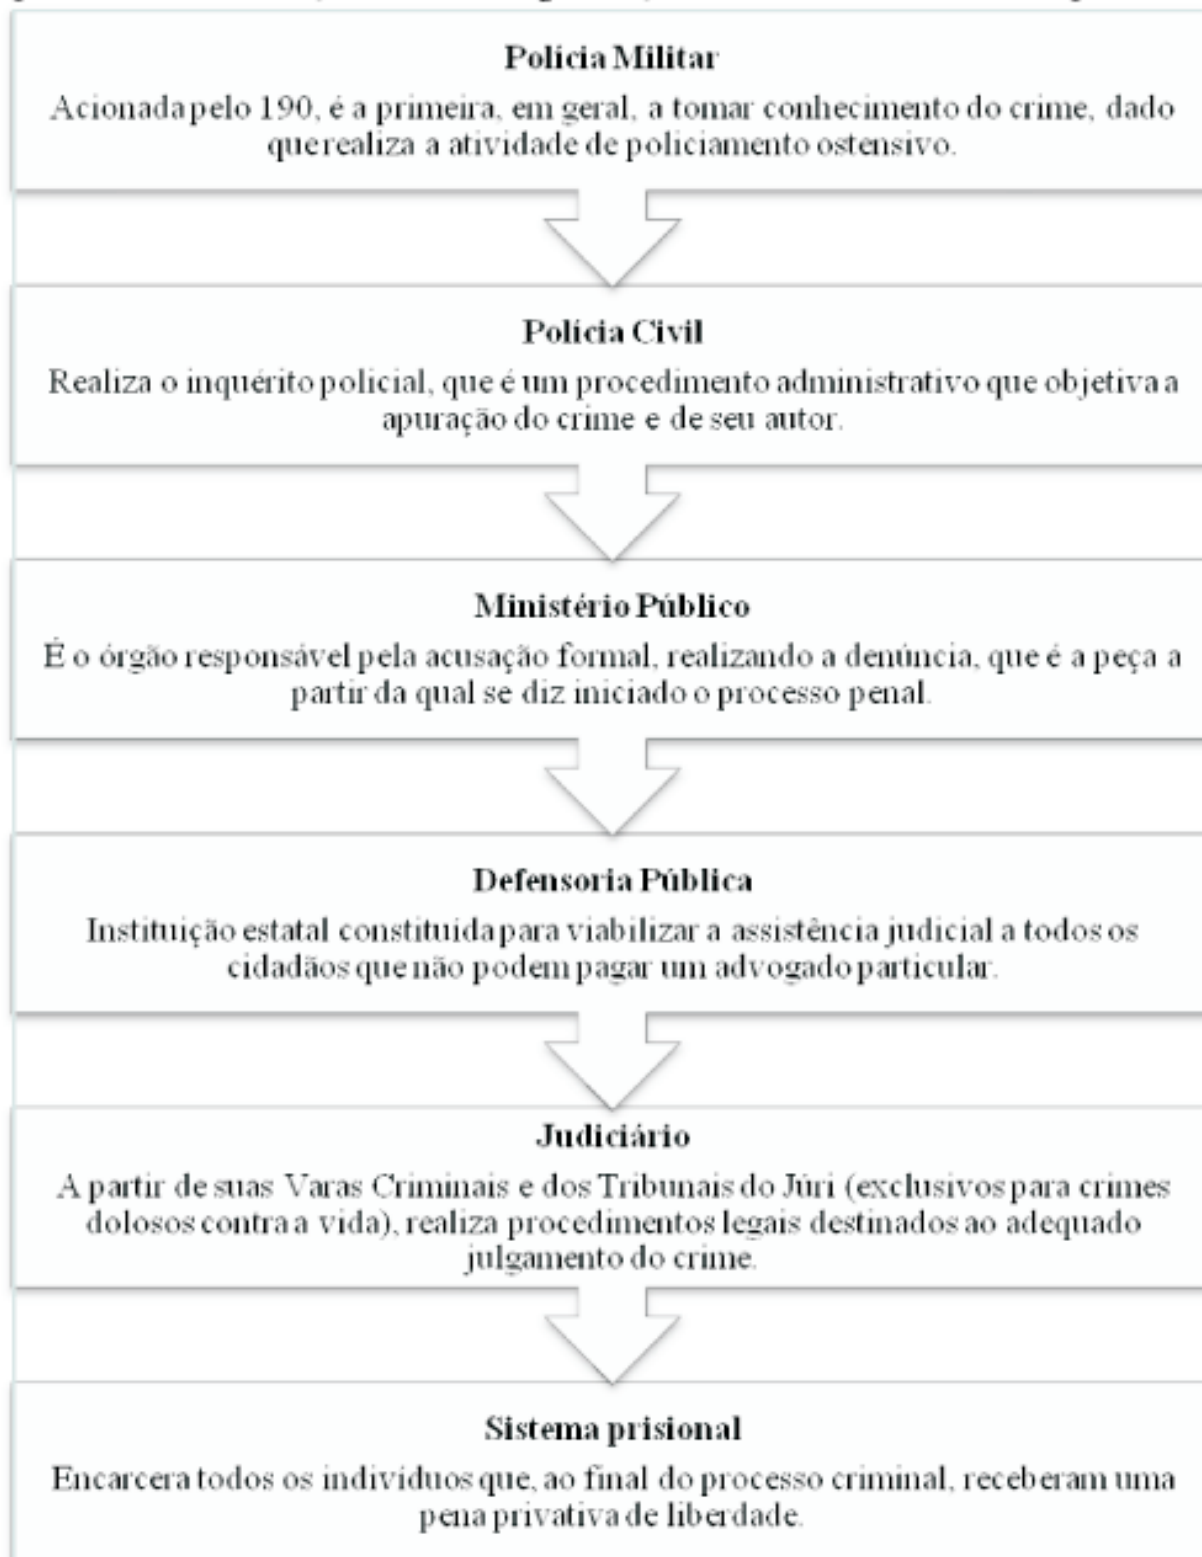 Polícia Militar
Acionada pelo 190, é a primeira, em geral, a tomar conhecimento do crime, dado
que realiza a atividade de policiamento ostensivo.
Polícia Civil
Realiza o inquérito policial, que é um procedimento administrativo que objetiva a
apuração do crime e de seu autor.
Ministério Público
É o órgão responsável pela acusação formal, realizando a denúncia, que é a peça a
partir da qual se diz iniciado o processo penal.
Defensoria Pública
Instituição estatal constituída para viabilizar a assistência judicial a todos os
cidadãos que não podem pagar um advogado particular.
Judiciário
A partir de suas Varas Criminais e dos Tribunais do Júri (exclusivos para crimes
dolosos contra a vida), realiza procedimentos legais destinados ao adequado
julgamento do crime.
Sistema prisional
Encarcera todos os indivíduos que, ao final do processo criminal, receberam uma
pena privativa de liberdade.